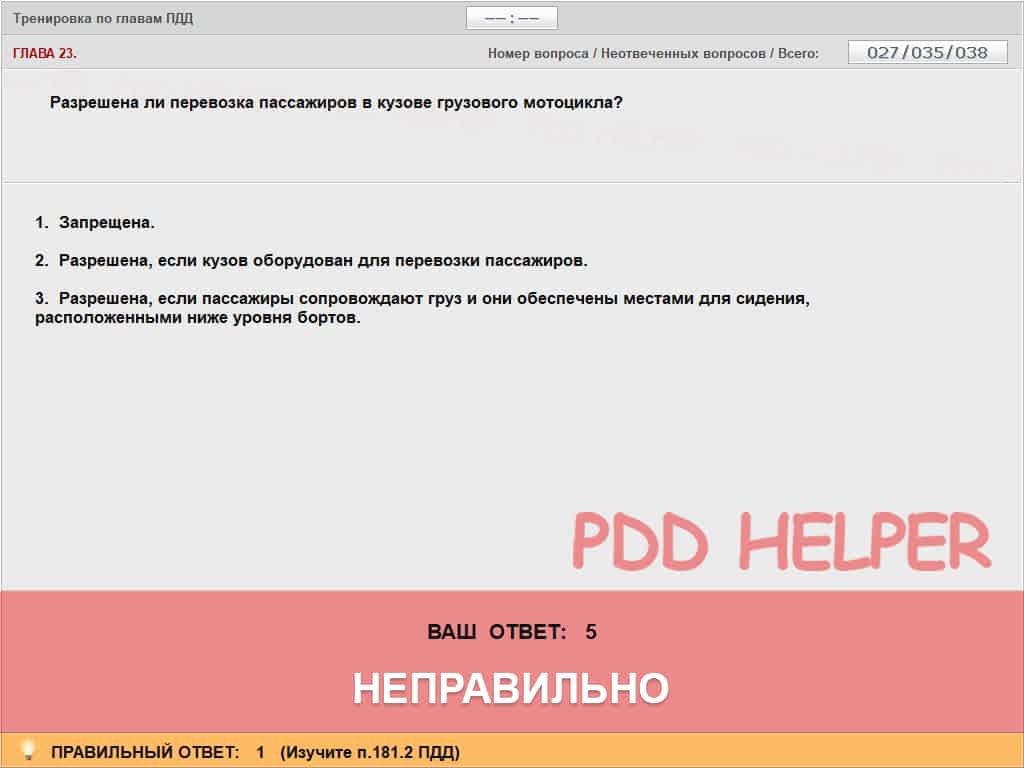 Тренировка по главам ПДД
–– : ––
ГЛАВА 23.
Номер вопроса / Неотвеченных вопросов / Всего:
027/035/038
Разрешена ли перевозка пассажиров в кузове грузового мотоцикла?
1. Запрещена.
2. Разрешена, если кузов оборудован для перевозки пассажиров.
3. Разрешена, если пассажиры сопровождают груз и они обеспечены местами для сидения,
расположенными ниже уровня бортов.
PDD HELPER
ВАШ ОТВЕТ: 5
НЕПРАВИЛЬНО
ПРАВИЛЬНЫЙ ОТВЕТ: 1 (Изучите п.181.2 ПДД)